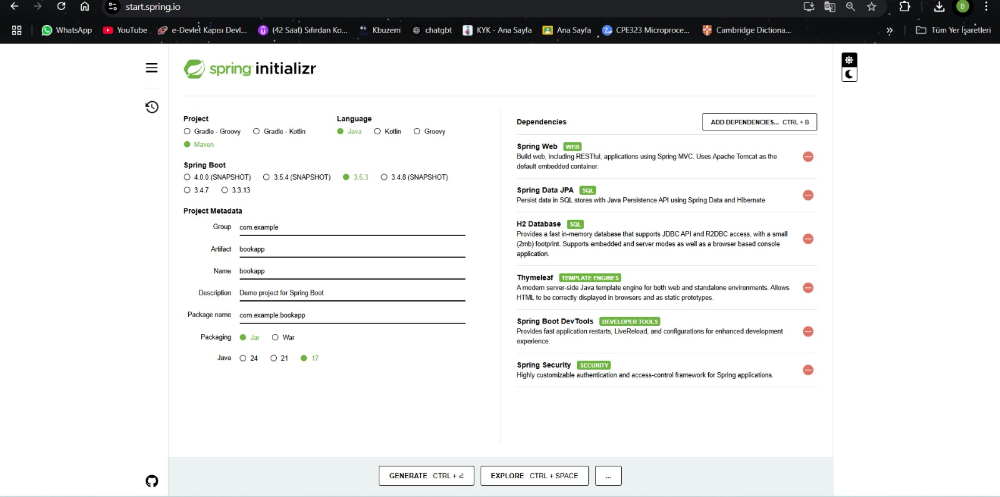 start.spring.io
WhatsApp YouTube e-Devlet Kapısı Devl... (42 Saat) Sıfırdan Ko... Kbuzem chatgbt KYK - Ana Sayfa Ana Sayfa CPE323 Microproce... Cambridge Dictiona... » Tüm Yer İşaretleri
B
spring initializr
Project
Gradle - Groovy Gradle - Kotlin
Maven
Language
Java Kotlin Groovy
Spring Boot
4.0.0 (SNAPSHOT) 3.5.4 (SNAPSHOT) 3.5.3 3.4.8 (SNAPSHOT)
3.4.7 3.3.13
Project Metadata
Group com.example
Artifact bookapp
Name bookapp
Description Demo project for Spring Boot
Package name com.example.bookapp
Packaging Jar War
Java 24 21 17
Dependencies
ADD DEPENDENCIES... CTRL + B
Spring Web WEB
Build web, including RESTful, applications using Spring MVC. Uses Apache Tomcat as the
default embedded container.
Spring Data JPA SQL
Persist data in SQL stores with Java Persistence API using Spring Data and Hibernate.
H2 Database SQL
Provides a fast in-memory database that supports JDBC API and R2DBC access, with a small
(2mb) footprint. Supports embedded and server modes as well as a browser based console
application.
Thymeleaf TEMPLATE ENGINES
A modern server-side Java template engine for both web and standalone environments. Allows
HTML to be correctly displayed in browsers and as static prototypes.
Spring Boot DevTools DEVELOPER TOOLS
Provides fast application restarts, LiveReload, and configurations for enhanced development
experience.
Spring Security SECURITY
Highly customizable authentication and access-control framework for Spring applications.
GENERATE CTRL + ⏎ EXPLORE CTRL + SPACE ...